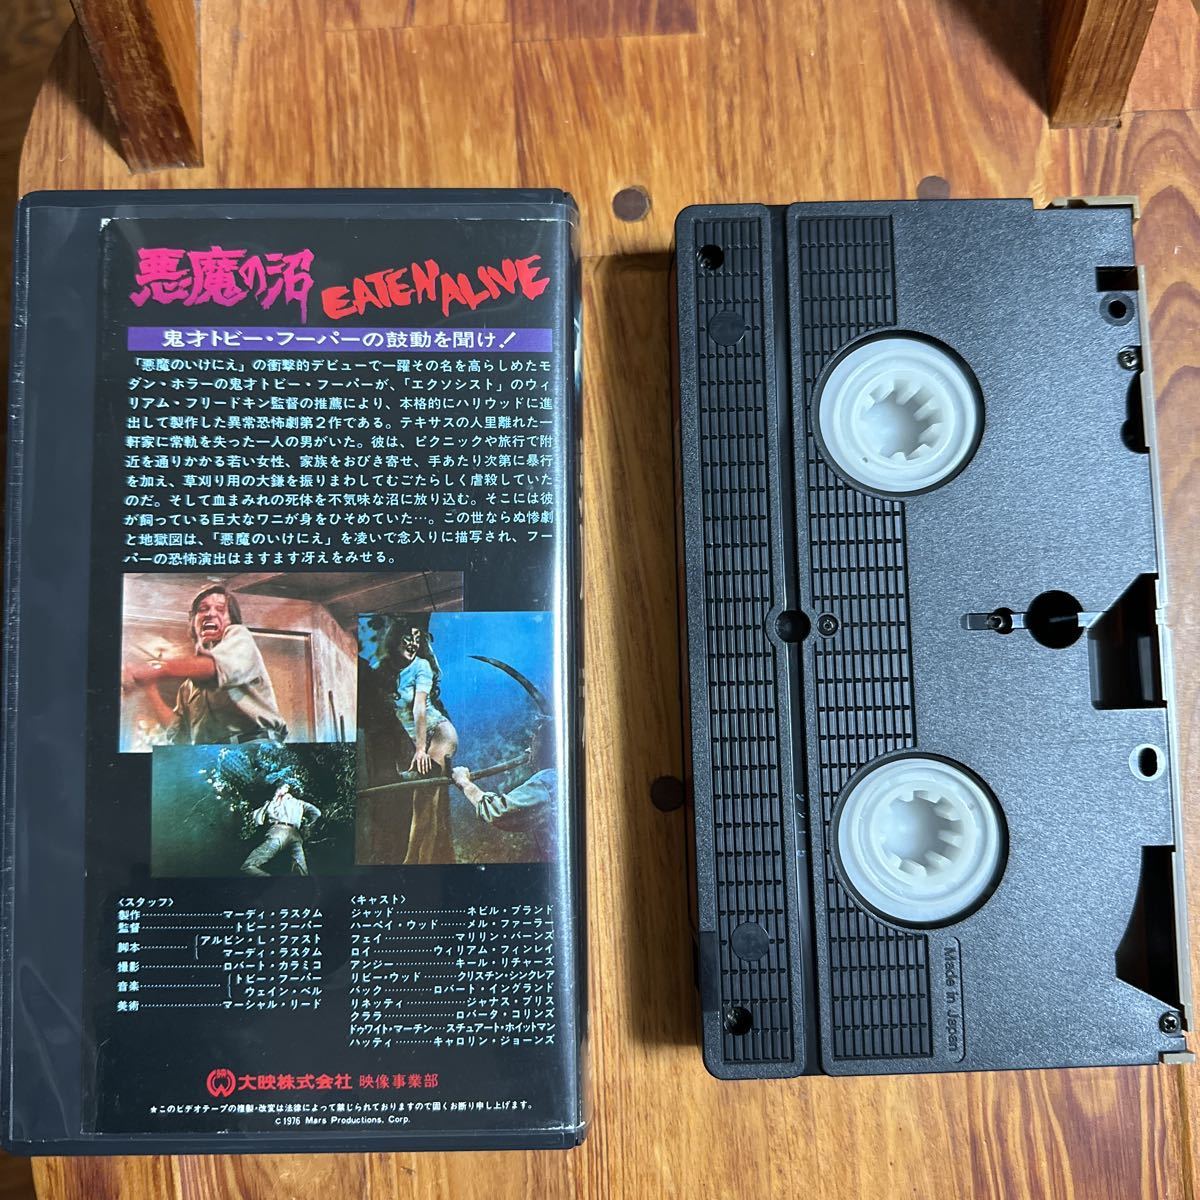 悪魔の沼
EATEN ALIVE
鬼才トビー・フーパーの鼓動を聞け!
「悪魔のいけにえ」の衝撃的デビューで一躍その名を高らしめたモ
ダン・ホラーの鬼才トビー・フーパーが、「エクソシスト」のウィ
リアム・フリードキン監督の推薦により、本格的にハリウッドに進
出して製作した異常恐怖劇第2作である。テキサスの人里離れた一
軒家に常軌を失った一人の男がいた。彼は、ピクニックや旅行で附
近を通りかかる若い女性、家族をおびき寄せ、手あたり次第に暴行
を加え、草刈り用の大鎌を振りまわしてむごたらしく虐殺していた
のだ。そして血まみれの死体を不気味な沼に放り込む。そこには彼
が飼っている巨大なワニが身をひそめていた…。この世ならぬ惨劇
と地獄図は、「悪魔のいけにえ」を凌いで念入りに描写され、フー
パーの恐怖演出はますます冴えをみせる。
〈スタッフ〉
製作……………………マーディ・ラスタム
監督……………………トビー・フーパー
脚本…………アルビン・L・ファスト
マーディ・ラスタム
撮影……………………ロバート・カラミコ
音楽……………………トビー・フーパー
ウェイン・ベル
美術……………………マーシャル・リード
〈キャスト〉
ジャッド…………………ネビル・ブランド
ハーベイ・ウッド………メル・ファーラー
フェイ……………………マリリン・バーンズ
ロイ………………ウィリアム・フィンレイ
アンジー……………キール・リチャーズ
リビー・ウッド………クリスチン・シンクレア
バック……………ロバート・イングランド
リネッティ……………ジャナス・ブリス
クララ………………ロバータ・コリンズ
ドゥワイト・マーチン…スチュアート・ホイットマン
ハッティ…………キャロリン・ジョーンズ
大映株式会社 映像事業部
★このビデオテープの複製・改変は法律によって禁じられておりますので固くお断り申し上げます。
C 1976 Mars Productions, Corp.
Made in Japan